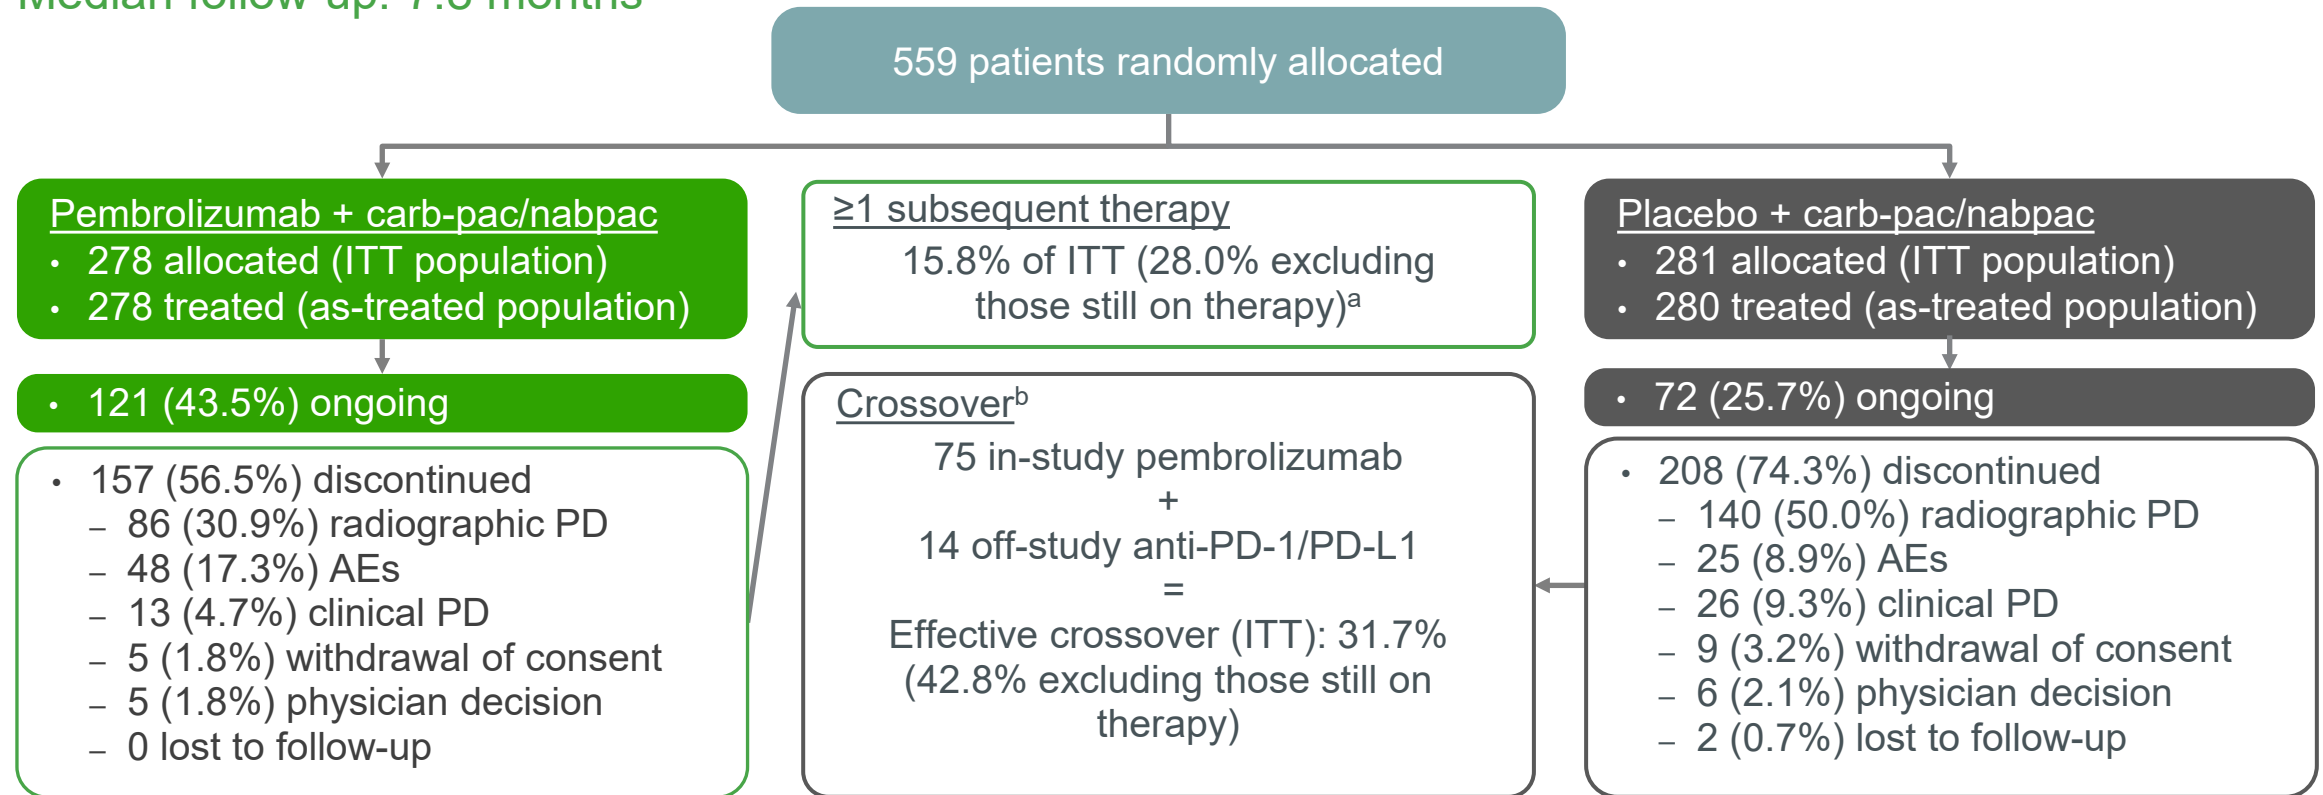 Median follow-up: 7.8 months
559 patients randomly allocated
Pembrolizumab + carb-pac/nabpac
• 278 allocated (ITT population)
• 278 treated (as-treated population)
• 121 (43.5%) ongoing
• 157 (56.5%) discontinued
– 86 (30.9%) radiographic PD
– 48 (17.3%) AEs
– 13 (4.7%) clinical PD
– 5 (1.8%) withdrawal of consent
– 5 (1.8%) physician decision
– 0 lost to follow-up
≥1 subsequent therapy
15.8% of ITT (28.0% excluding
those still on therapy)ᵃ
Crossoverᵇ
75 in-study pembrolizumab
+
14 off-study anti-PD-1/PD-L1
=
Effective crossover (ITT): 31.7%
(42.8% excluding those still on
therapy)
Placebo + carb-pac/nabpac
• 281 allocated (ITT population)
• 280 treated (as-treated population)
• 72 (25.7%) ongoing
• 208 (74.3%) discontinued
– 140 (50.0%) radiographic PD
– 25 (8.9%) AEs
– 26 (9.3%) clinical PD
– 9 (3.2%) withdrawal of consent
– 6 (2.1%) physician decision
– 2 (0.7%) lost to follow-up